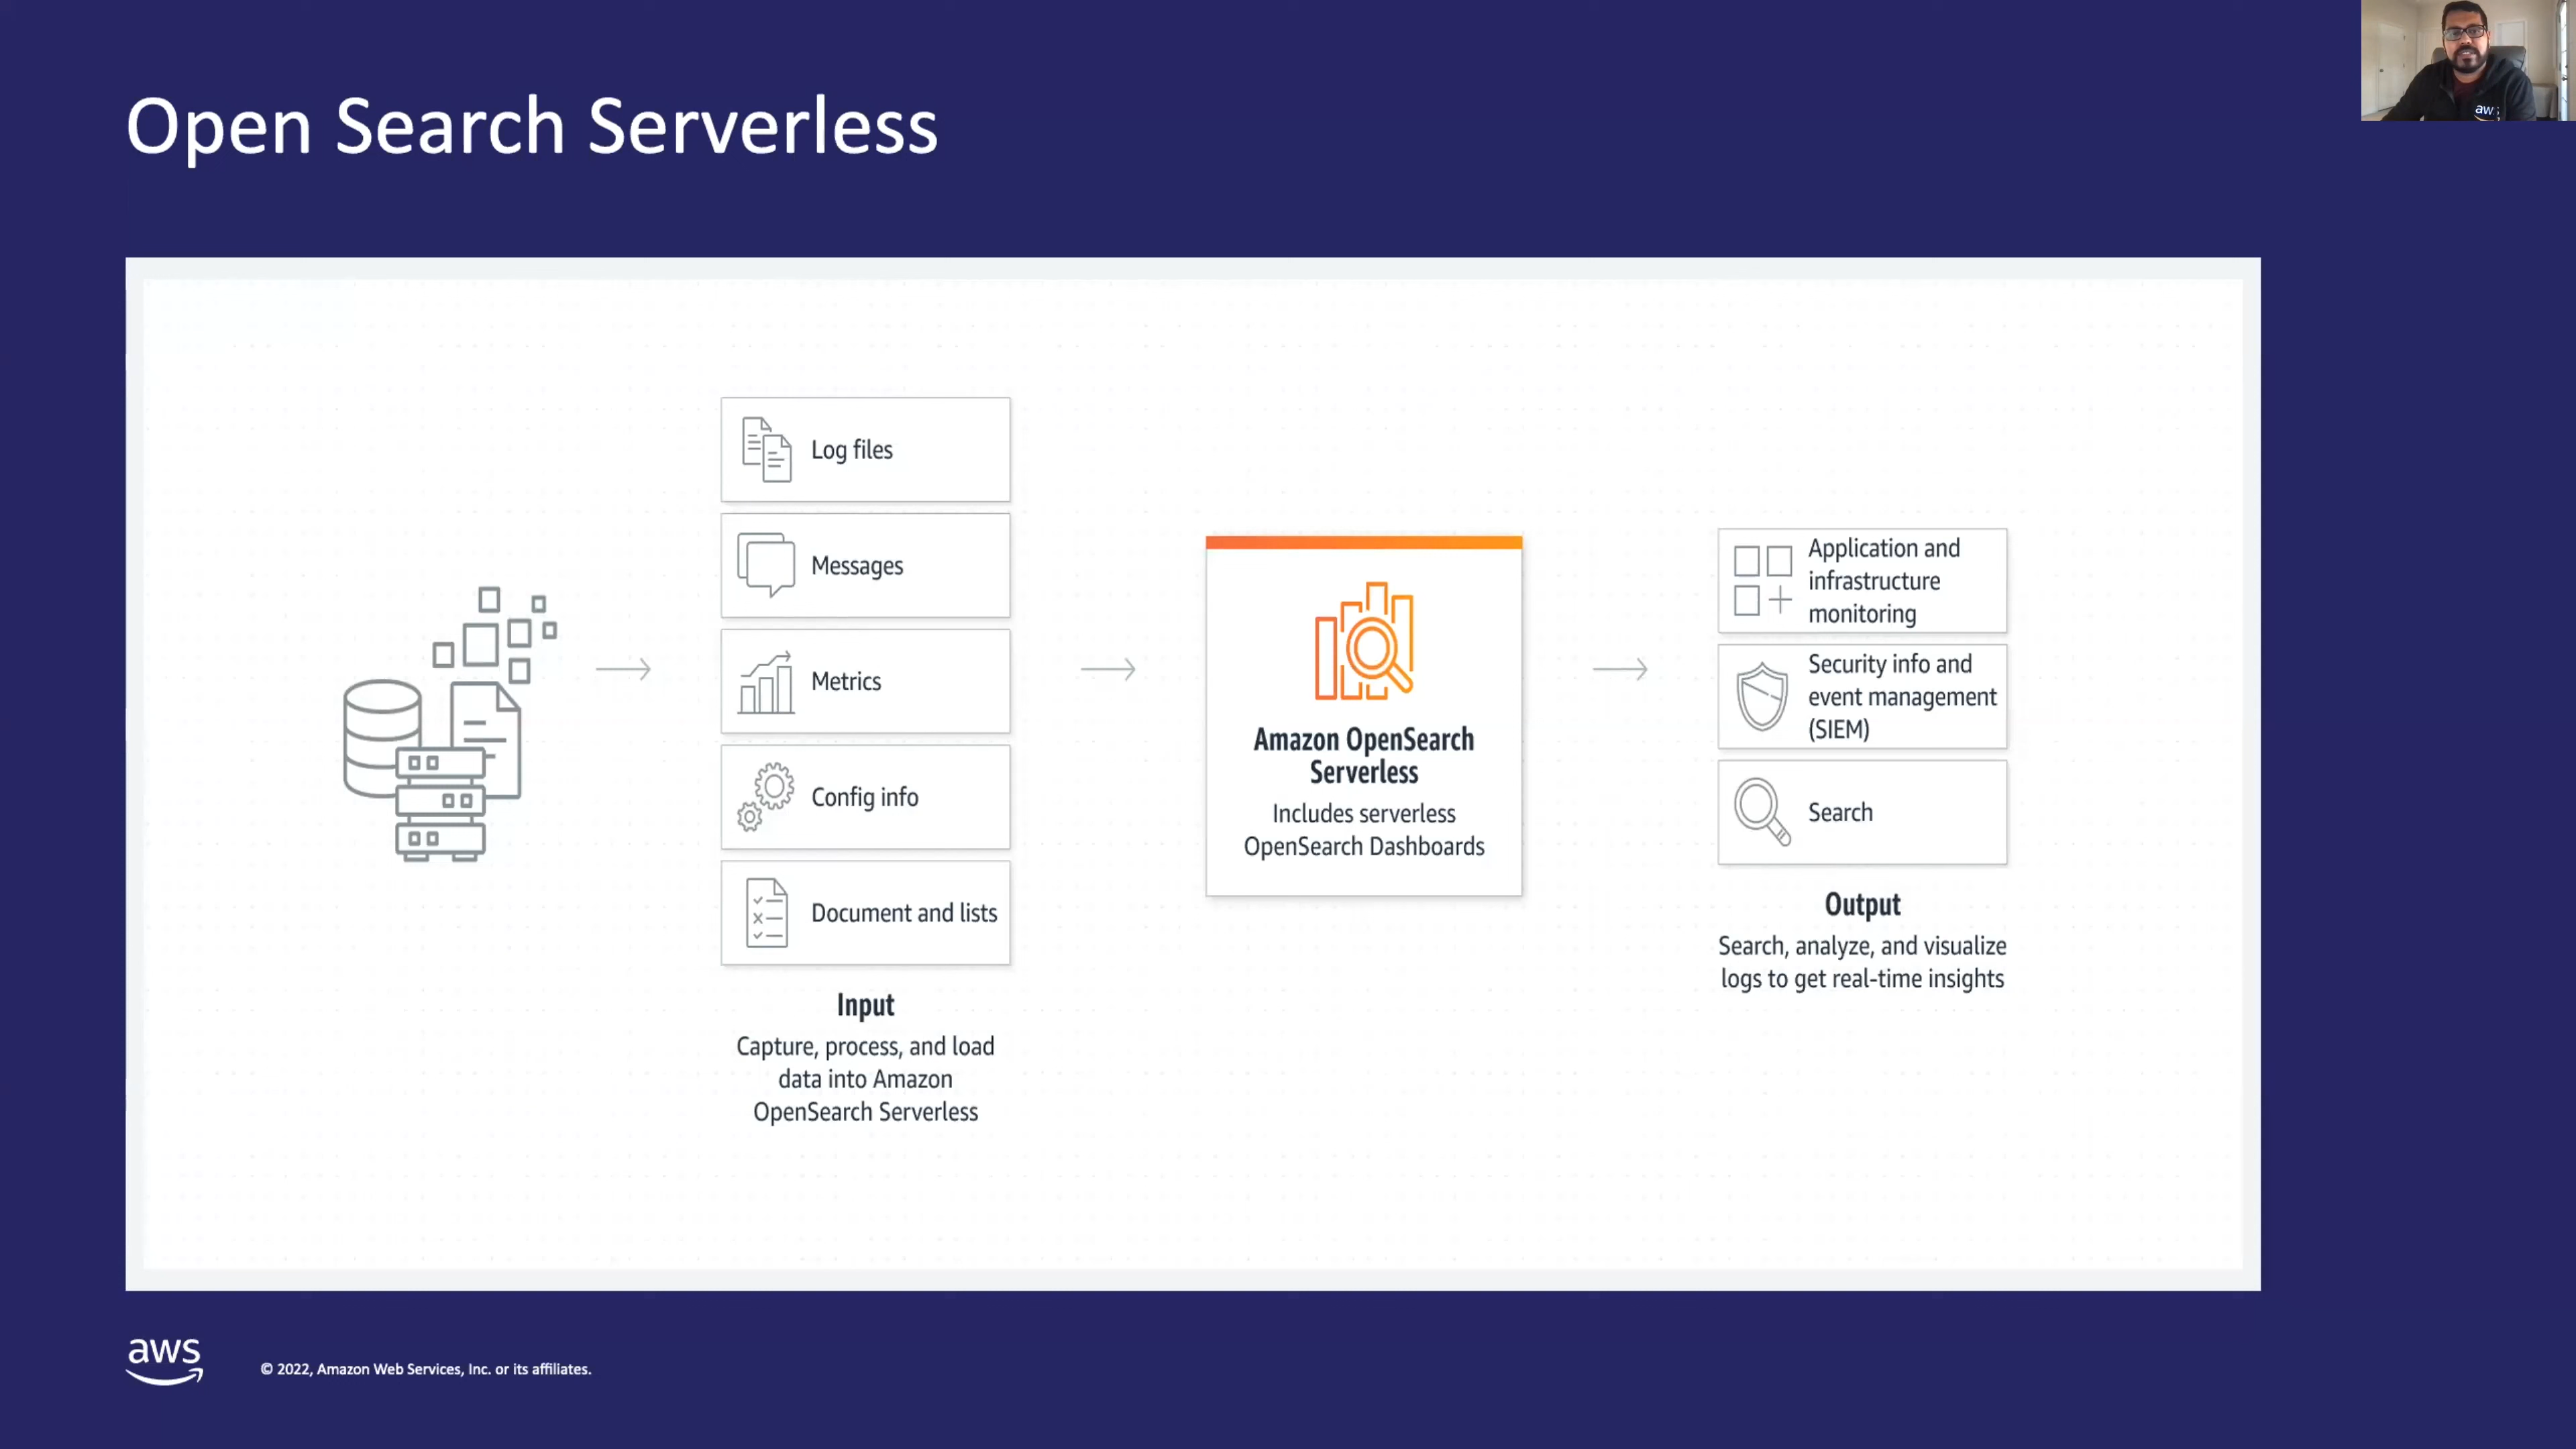 Open Search Serverless
Log files
Messages
Metrics
Config info
Document and lists
Input
Capture, process, and load
data into Amazon
OpenSearch Serverless
Amazon OpenSearch
Serverless
Includes serverless
OpenSearch Dashboards
Application and
infrastructure
monitoring
Security info and
event management
(SIEM)
Search
Output
Search, analyze, and visualize
logs to get real-time insights
aws
© 2022, Amazon Web Services, Inc. or its affiliates.
aws